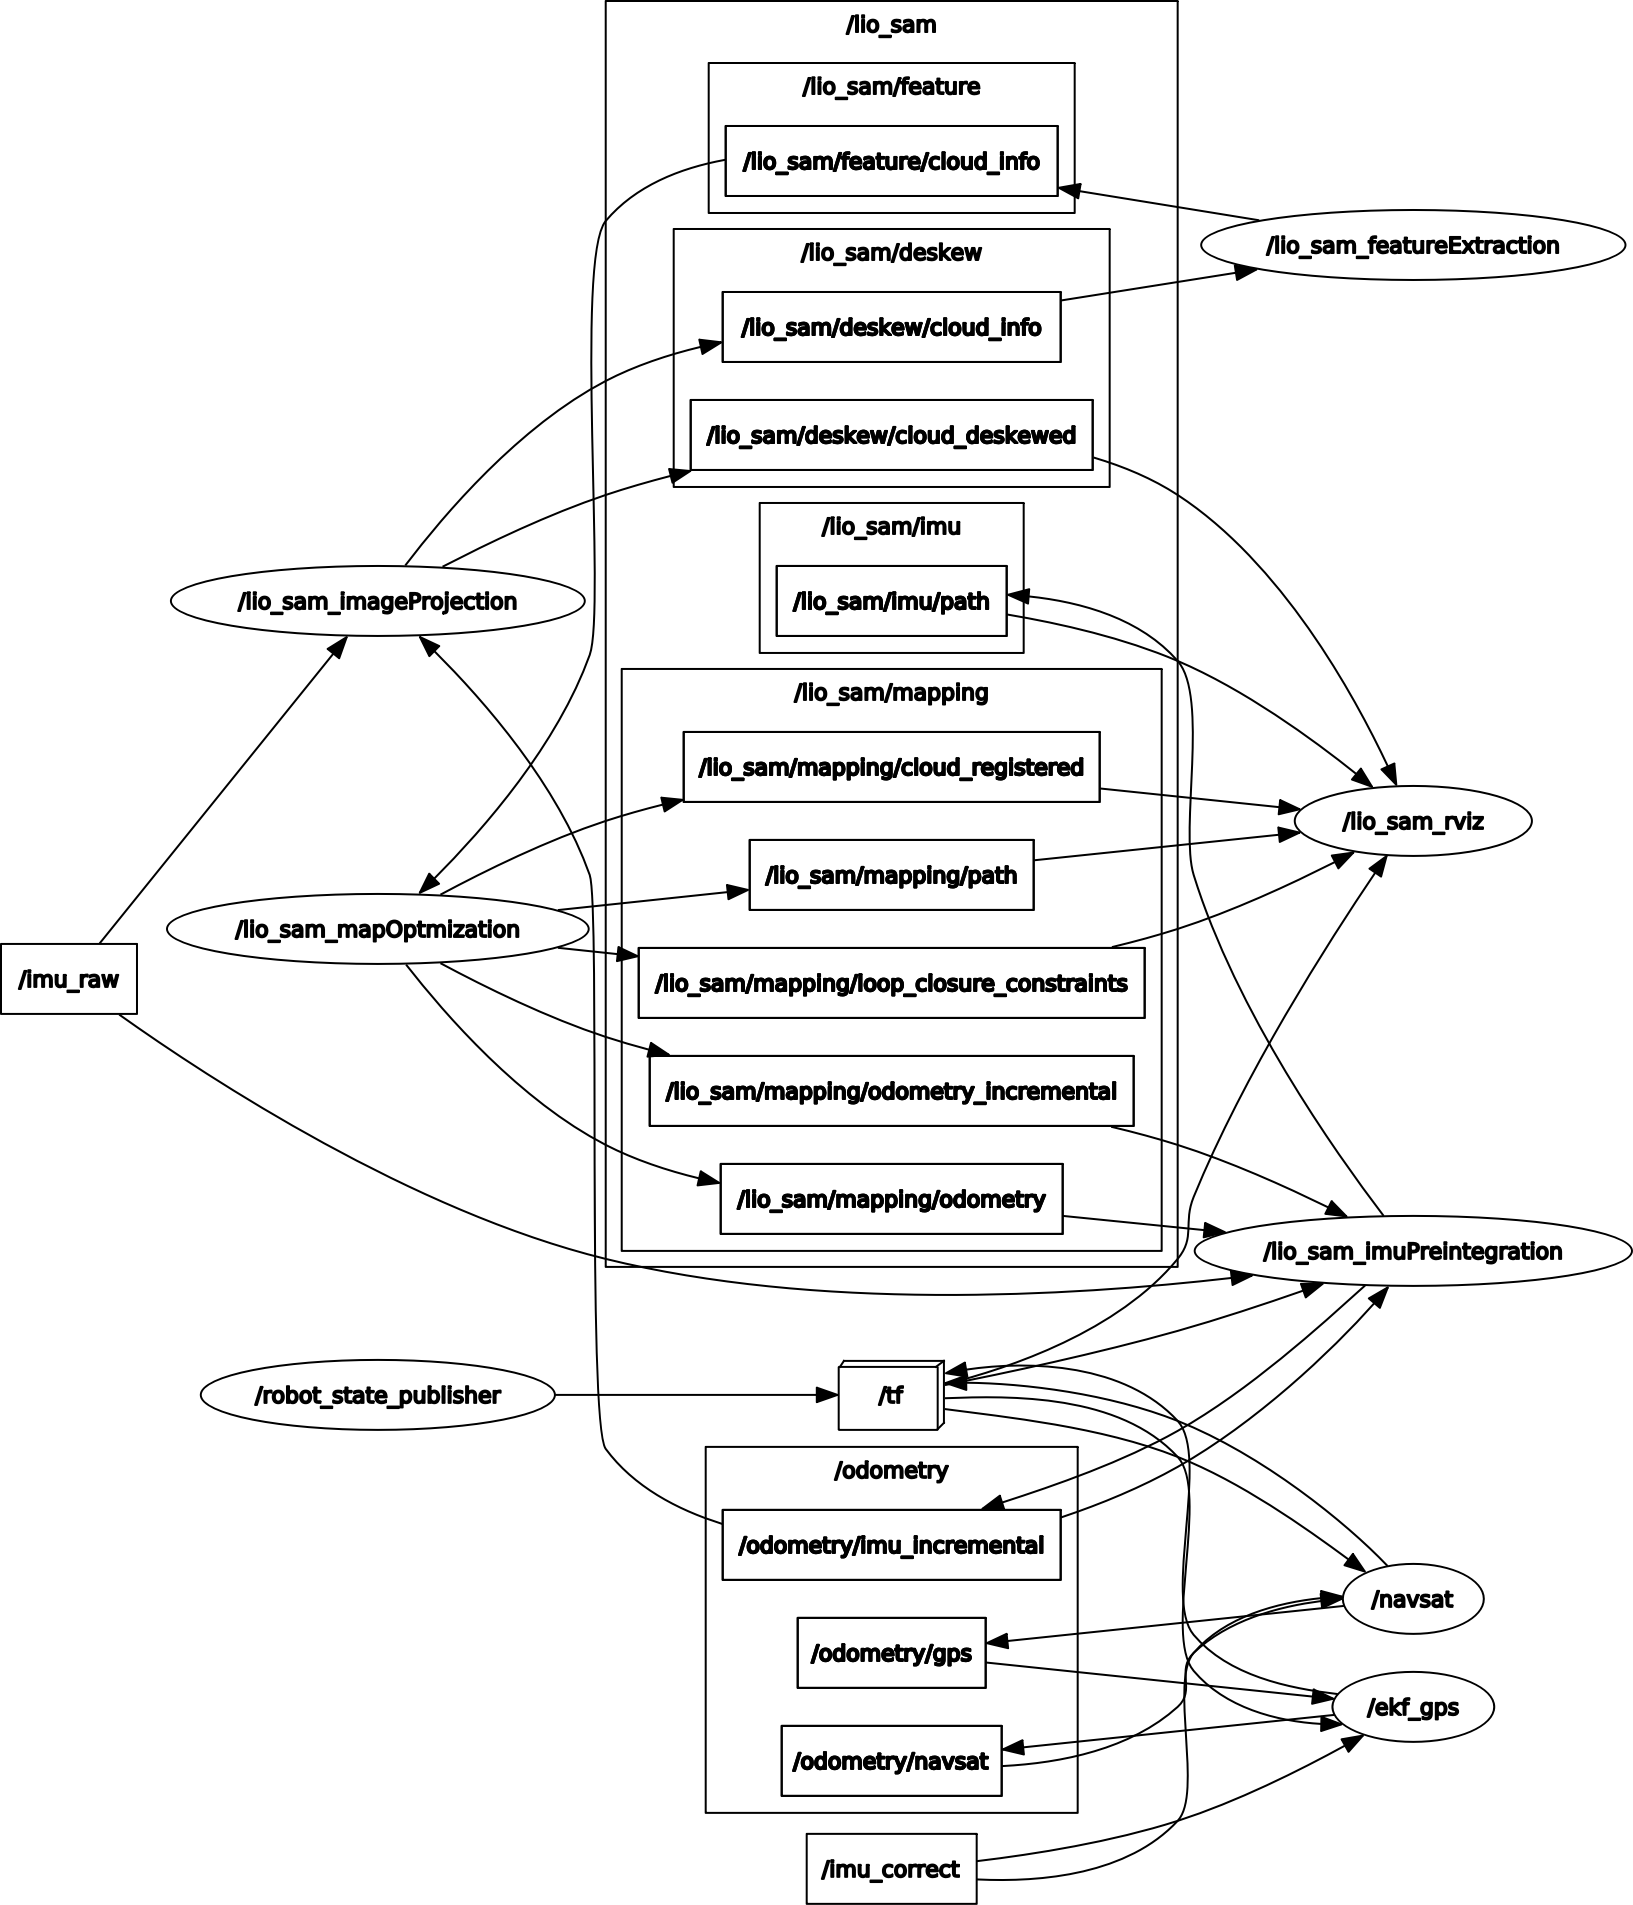 /lio_sam
/lio_sam/feature
/lio_sam/feature/cloud_info
/lio_sam_featureExtraction
/lio_sam/deskew
/lio_sam/deskew/cloud_info
/lio_sam/deskew/cloud_deskewed
/lio_sam/imu
/lio_sam_imageProjection
/lio_sam/imu/path
/lio_sam/mapping
/lio_sam/mapping/cloud_registered
/lio_sam_rviz
/lio_sam/mapping/path
/lio_sam_mapOptmization
/imu_raw
/lio_sam/mapping/loop_closure_constraints
/lio_sam/mapping/odometry_incremental
/lio_sam/mapping/odometry
/lio_sam_imuPreintegration
/robot_state_publisher
/tf
/odometry
/odometry/imu_incremental
/navsat
/odometry/gps
/ekf_gps
/odometry/navsat
/imu_correct